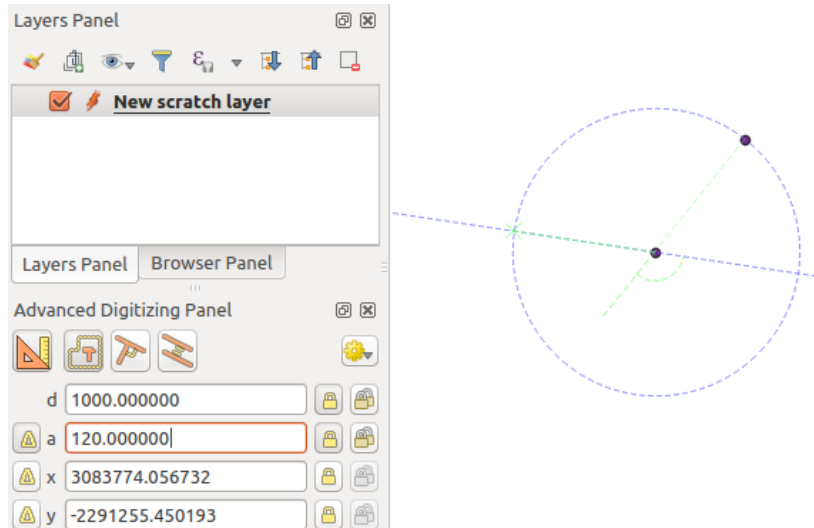 Layers Panel
New scratch layer
Layers Panel Browser Panel
Advanced Digitizing Panel
d 1000.000000
a 120.000000
x 3083774.056732
y -2291255.450193